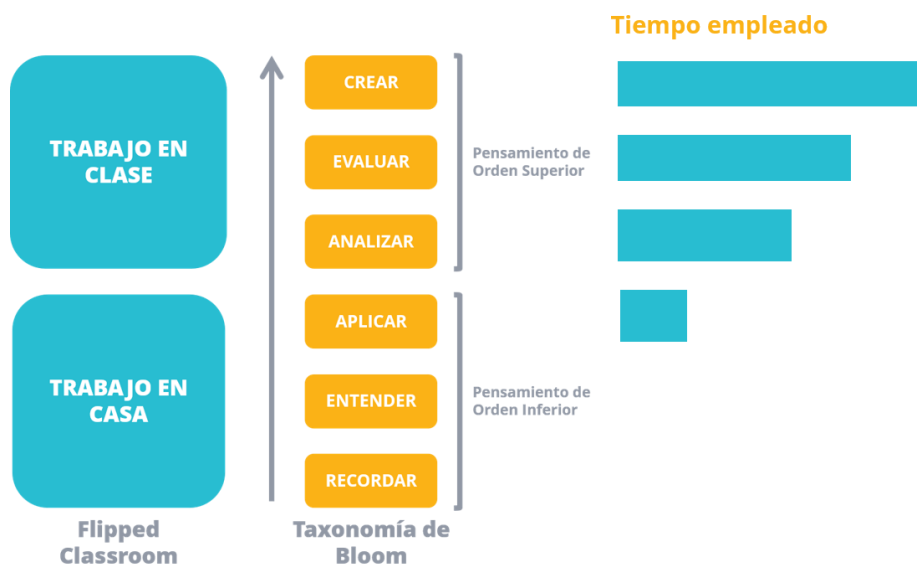 Tiempo empleado
TRABAJO EN
CLASE
CREAR
EVALUAR
ANALIZAR
Pensamiento de
Orden Superior
TRABAJO EN
CASA
APLICAR
ENTENDER
RECORDAR
Pensamiento de
Orden Inferior
Flipped
Classroom
Taxonomía de
Bloom